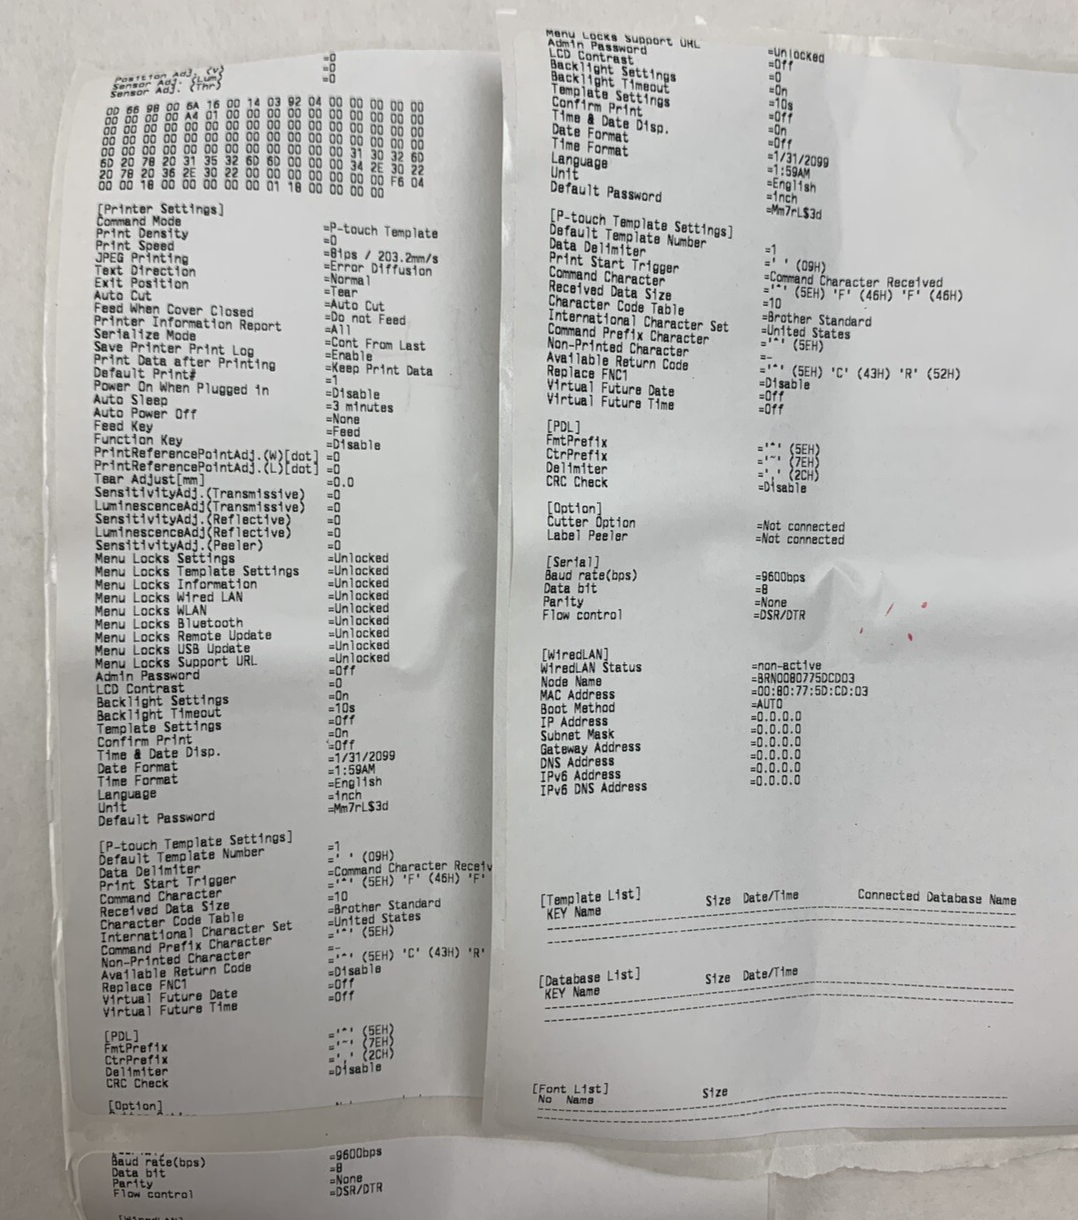 Position Adj. (V) =0
Sensor Adj. (Lum) =0
Sensor Adj. (Thr) =0
0D 66 98 00 6A 16 00 14 03 92 04 00 00 00 00 00
00 00 00 00 A4 01 00 00 00 00 00 00 00 00 00 00
00 00 00 00 00 00 00 00 00 00 00 00 00 00 00 00
00 00 00 00 00 00 00 00 00 00 00 00 00 00 00 00
00 00 00 00 00 00 00 00 00 00 00 00 31 30 32 6D
6D 20 78 20 31 35 32 6D 6D 00 00 00 34 2E 30 22
20 78 20 36 2E 30 22 00 00 00 00 00 00 00 F6 04
00 00 18 00 00 00 00 01 18 00 00 00 00 00
[Printer Settings]
Command Mode =P-touch Template
Print Density =0
Print Speed =8ips / 203.2mm/s
JPEG Printing =Error Diffusion
Text Direction =Normal
Exit Position =Tear
Auto Cut =Auto Cut
Feed When Cover Closed =Do not Feed
Printer Information Report =All
Serialize Mode =Cont From Last
Save Printer Print Log =Enable
Print Data after Printing =Keep Print Data
Default Print# =1
Power On When Plugged in =Disable
Auto Sleep =3 minutes
Auto Power Off =None
Feed Key =Feed
Function Key =Disable
PrintReferencePointAdj.(W)[dot] =0
PrintReferencePointAdj.(L)[dot] =0
Tear Adjust[mm] =0.0
SensitivityAdj.(Transmissive) =0
LuminescenceAdj(Transmissive) =0
SensitivityAdj.(Reflective) =0
LuminescenceAdj(Reflective) =0
SensitivityAdj.(Peeler) =0
Menu Locks Settings =Unlocked
Menu Locks Template Settings =Unlocked
Menu Locks Information =Unlocked
Menu Locks Wired LAN =Unlocked
Menu Locks WLAN =Unlocked
Menu Locks Bluetooth =Unlocked
Menu Locks Remote Update =Unlocked
Menu Locks USB Update =Unlocked
Menu Locks Support URL =Unlocked
Admin Password =Off
LCD Contrast =0
Backlight Settings =On
Backlight Timeout =10s
Template Settings =Off
Confirm Print =On
Time & Date Disp. =Off
Date Format =1/31/2099
Time Format =1:59AM
Language =English
Unit =inch
Default Password =Mm7rL$3d
[P-touch Template Settings]
Default Template Number =1
Data Delimiter =' ' (09H)
Print Start Trigger =Command Character Receiv
Command Character ='^' (5EH) 'F' (46H) 'F'
Received Data Size =10
Character Code Table =Brother Standard
International Character Set =United States
Command Prefix Character ='^' (5EH)
Non-Printed Character =-
Available Return Code ='^' (5EH) 'C' (43H) 'R'
Replace FNC1 =Disable
Virtual Future Date =Off
Virtual Future Time =Off
[PDL]
FmtPrefix ='^' (5EH)
CtrPrefix ='~' (7EH)
Delimiter =',' (2CH)
CRC Check =Disable
[Option]
Baud rate(bps) =9600bps
Data bit =8
Parity =None
Flow control =DSR/DTR
[WiredLAN]
Menu Locks Support URL =Unlocked
Admin Password =Off
LCD Contrast =0
Backlight Settings =On
Backlight Timeout =10s
Template Settings =Off
Confirm Print =On
Time & Date Disp. =Off
Date Format =1/31/2099
Time Format =1:59AM
Language =English
Unit =inch
Default Password =Mm7rL$3d
[P-touch Template Settings]
Default Template Number =1
Data Delimiter =' ' (09H)
Print Start Trigger =Command Character Received
Command Character ='^' (5EH) 'F' (46H) 'F' (46H)
Received Data Size =10
Character Code Table =Brother Standard
International Character Set =United States
Command Prefix Character ='^' (5EH)
Non-Printed Character =-
Available Return Code ='^' (5EH) 'C' (43H) 'R' (52H)
Replace FNC1 =Disable
Virtual Future Date =Off
Virtual Future Time =Off
[PDL]
FmtPrefix ='^' (5EH)
CtrPrefix ='~' (7EH)
Delimiter =',' (2CH)
CRC Check =Disable
[Option]
Cutter Option =Not connected
Label Peeler =Not connected
[Serial]
Baud rate(bps) =9600bps
Data bit =8
Parity =None
Flow control =DSR/DTR
[WiredLAN]
WiredLAN Status =non-active
Node Name =BRN0080775DCD03
MAC Address =00:80:77:5D:CD:03
Boot Method =AUTO
IP Address =0.0.0.0
Subnet Mask =0.0.0.0
Gateway Address =0.0.0.0
DNS Address =0.0.0.0
IPv6 Address =0.0.0.0
IPv6 DNS Address =0.0.0.0
[Template List]
KEY Name Size Date/Time Connected Database Name
[Database List]
KEY Name Size Date/Time
[Font List]
No Name Size